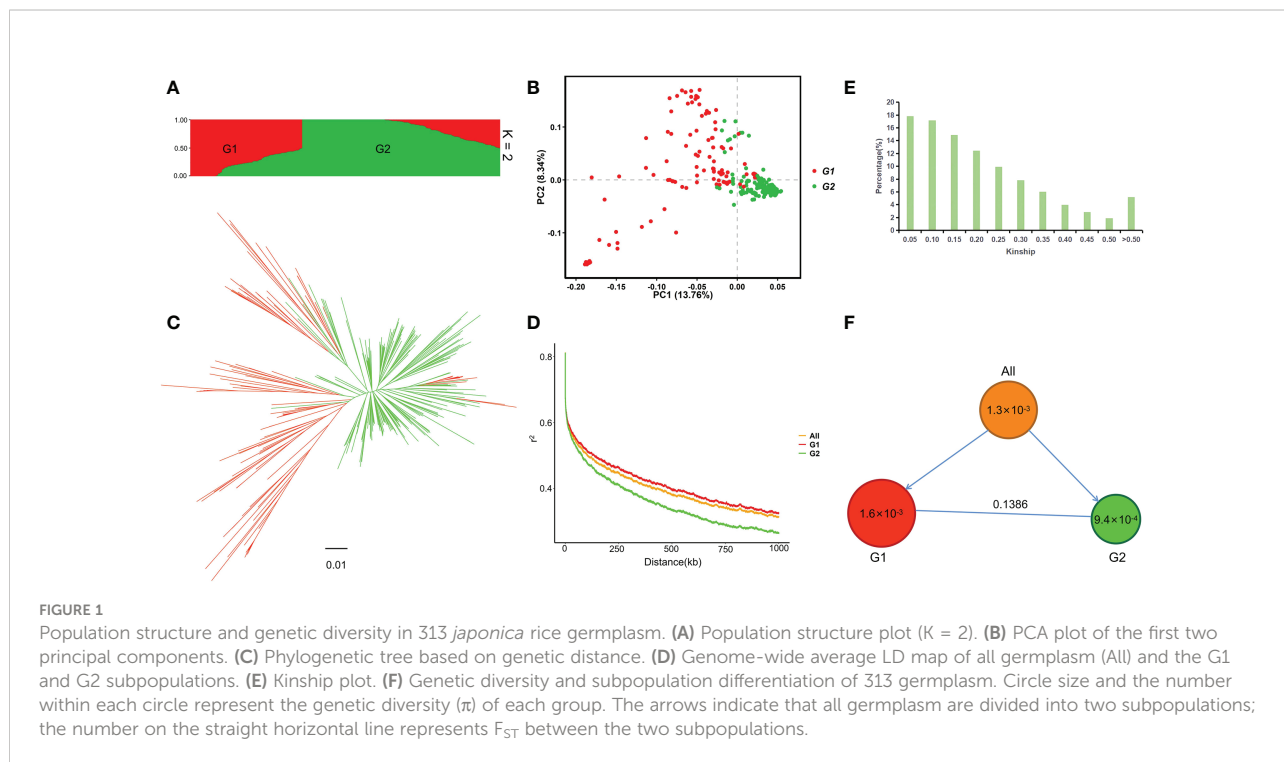 A
1.00
0.50
0.00
G1
G2
K = 2
B
PC2 (8.34%)
0.1
0.0
-0.1
-0.20
-0.15
-0.10
-0.05
0.00
0.05
PC1 (13.76%)
G1
G2
E
Percentage(%)
20
18
16
14
12
10
8
6
4
2
0
0.05 0.10 0.15 0.20 0.25 0.30 0.35 0.40 0.45 0.50 >0.50
Kinship
C
0.01
D
r²
0.8
0.6
0.4
0
250
500
750
1000
Distance(kb)
All
G1
G2
F
All
1.3×10⁻³
1.6×10⁻³
0.1386
9.4×10⁻⁴
G1
G2
FIGURE 1
Population structure and genetic diversity in 313 japonica rice germplasm. (A) Population structure plot (K = 2). (B) PCA plot of the first two
principal components. (C) Phylogenetic tree based on genetic distance. (D) Genome-wide average LD map of all germplasm (All) and the G1
and G2 subpopulations. (E) Kinship plot. (F) Genetic diversity and subpopulation differentiation of 313 germplasm. Circle size and the number
within each circle represent the genetic diversity (π) of each group. The arrows indicate that all germplasm are divided into two subpopulations;
the number on the straight horizontal line represents FST between the two subpopulations.